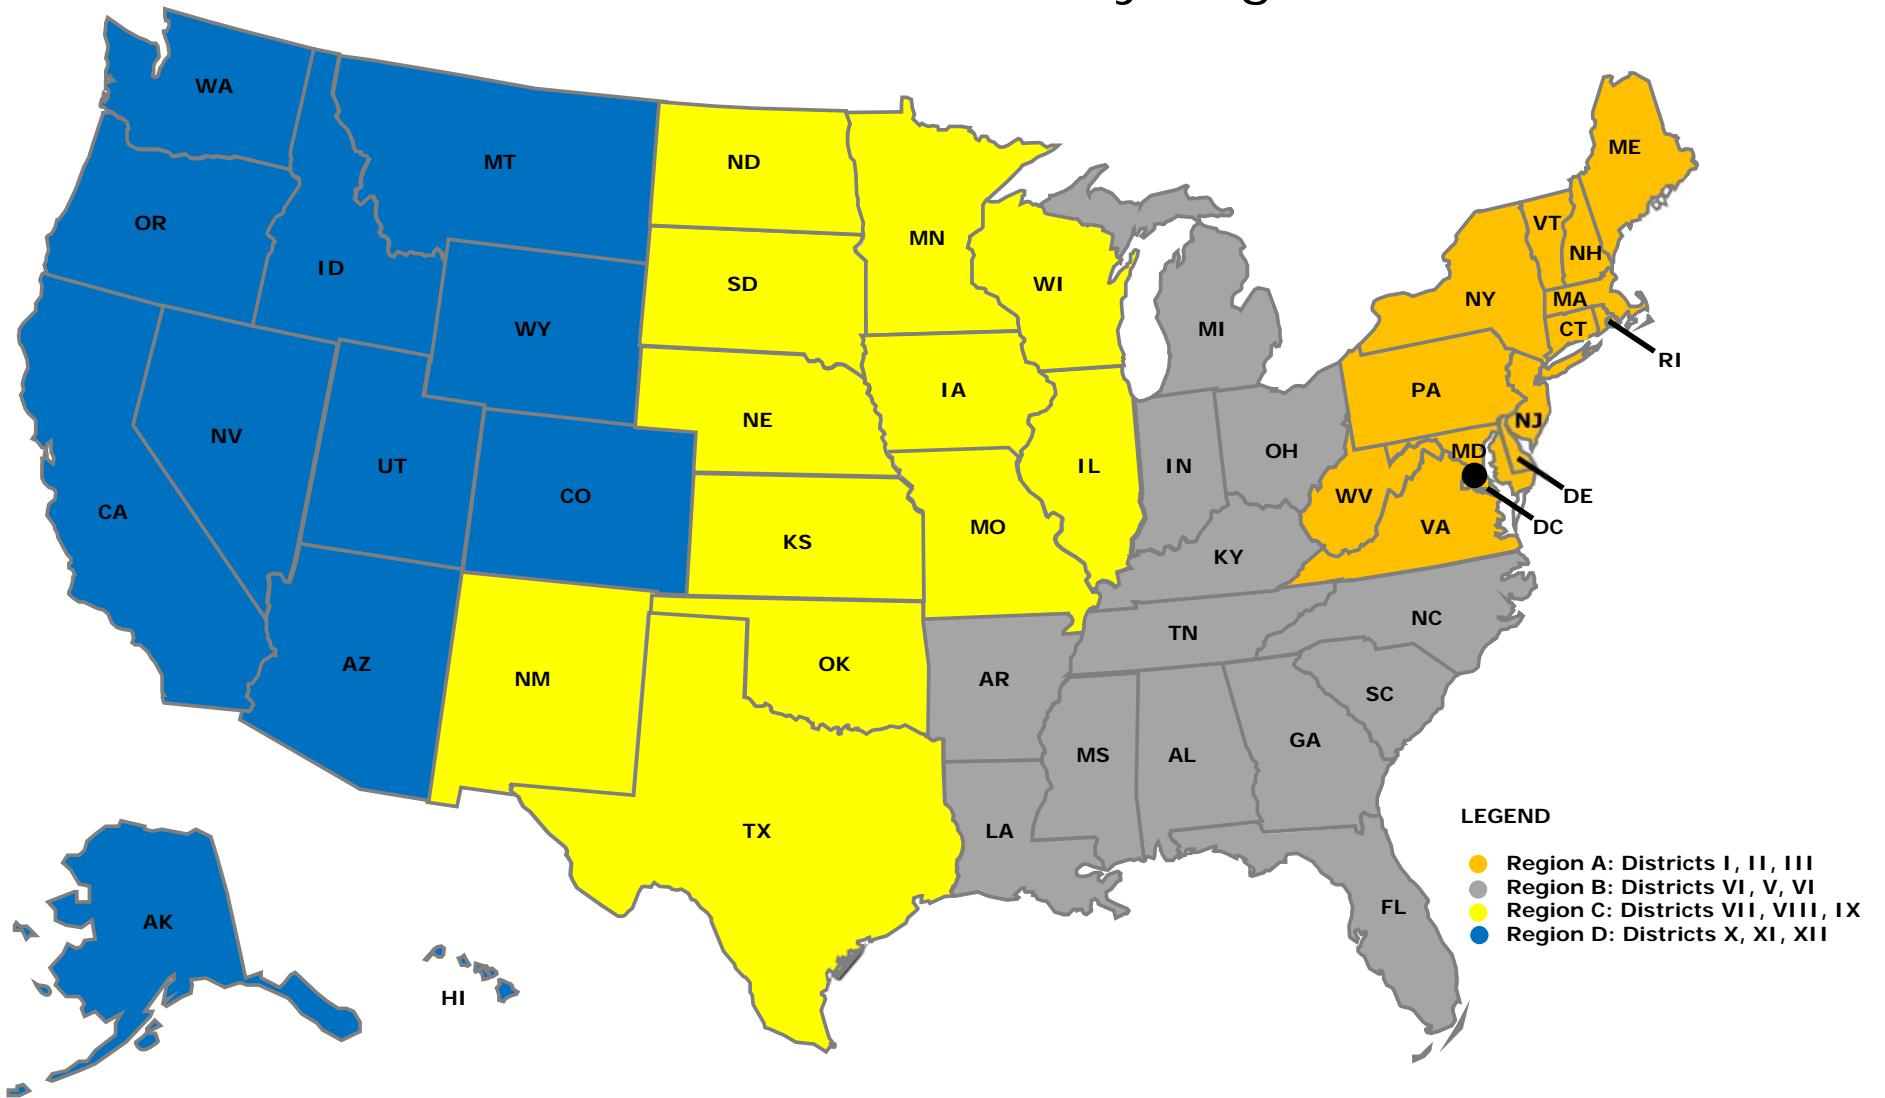 WA
MT
ND
ME
OR
ID
MN
VT
NH
SD
WI
NY
MA
WY
MI
CT
RI
NE
IA
PA
NV
UT
CO
IL
IN
OH
NJ
MD
WV
DE
CA
KS
MO
VA
DC
KY
AZ
NM
OK
AR
TN
NC
SC
TX
MS
AL
GA
LA
AK
HI
FL
LEGEND
Region A: Districts I, II, III
Region B: Districts VI, V, VI
Region C: Districts VII, VIII, IX
Region D: Districts X, XI, XII